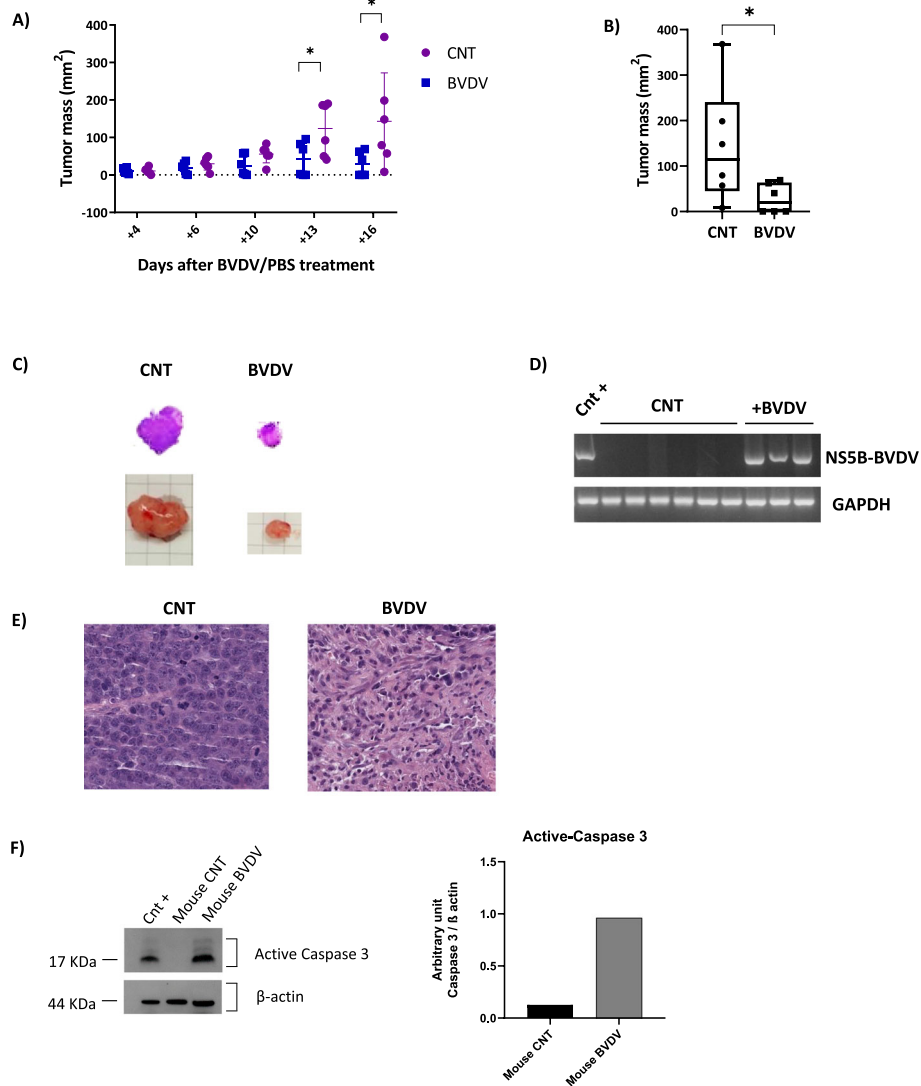 A)
*
*
400
300
200
100
0
-100
Tumor mass (mm²)
CNT
BVDV
+4
+6
+10
+13
+16
Days after BVDV/PBS treatment
B)
*
400
300
200
100
0
Tumor mass (mm²)
CNT BVDV
C)
CNT BVDV
D)
Cnt + CNT +BVDV
NS5B-BVDV
GAPDH
E)
CNT BVDV
F)
Cnt + Mouse CNT Mouse BVDV
17 KDa Active Caspase 3
44 KDa β-actin
Active-Caspase 3
Arbitrary unit
Caspase 3 / ß actin
1.5
1.0
0.5
0.0
Mouse CNT
Mouse BVDV